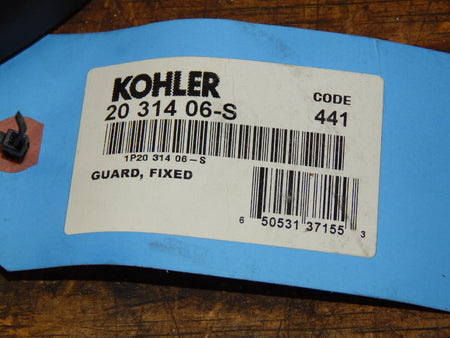 KOHLER
CODE
20 314 06-S
441
1P20 314 06-S
GUARD, FIXED
6 50531 37155 3